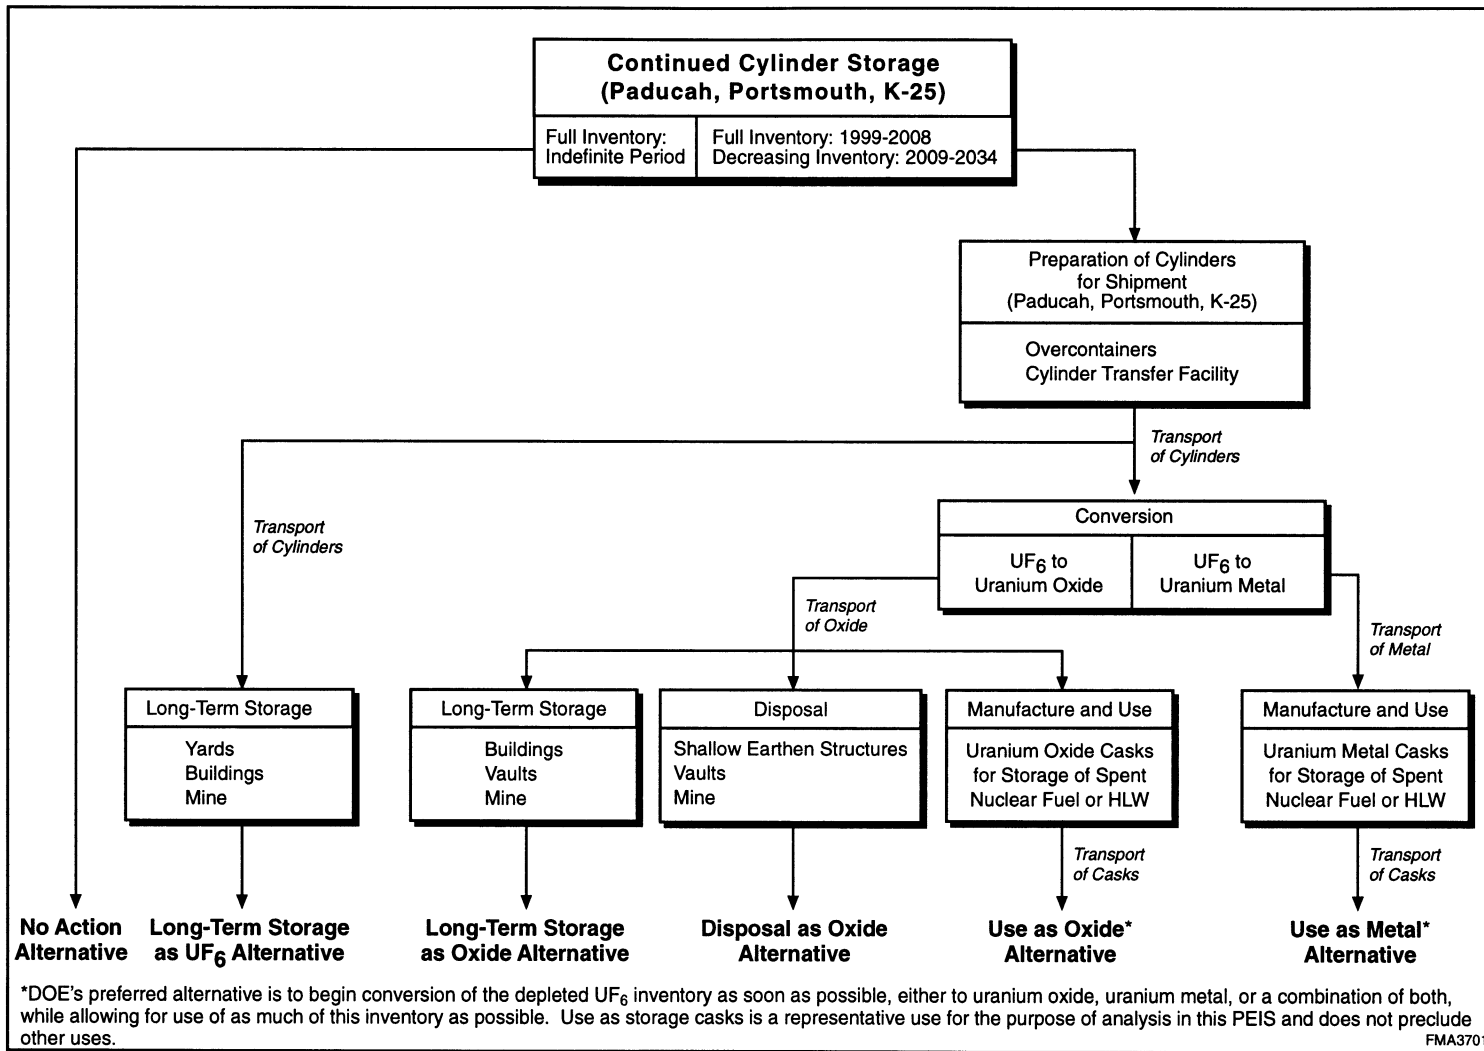 Continued Cylinder Storage
(Paducah, Portsmouth, K-25)
Full Inventory:
Indefinite Period
Full Inventory: 1999-2008
Decreasing Inventory: 2009-2034
Preparation of Cylinders
for Shipment
(Paducah, Portsmouth, K-25)
Overcontainers
Cylinder Transfer Facility
Transport
of Cylinders
Transport
of Cylinders
Conversion
UF6 to
Uranium Oxide
UF6 to
Uranium Metal
Transport
of Oxide
Transport
of Metal
Long-Term Storage
Yards
Buildings
Mine
Long-Term Storage
Buildings
Vaults
Mine
Disposal
Shallow Earthen Structures
Vaults
Mine
Manufacture and Use
Uranium Oxide Casks
for Storage of Spent
Nuclear Fuel or HLW
Manufacture and Use
Uranium Metal Casks
for Storage of Spent
Nuclear Fuel or HLW
Transport
of Casks
Transport
of Casks
No Action
Alternative
Long-Term Storage
as UF6 Alternative
Long-Term Storage
as Oxide Alternative
Disposal as Oxide
Alternative
Use as Oxide*
Alternative
Use as Metal*
Alternative
*DOE's preferred alternative is to begin conversion of the depleted UF6 inventory as soon as possible, either to uranium oxide, uranium metal, or a combination of both,
while allowing for use of as much of this inventory as possible. Use as storage casks is a representative use for the purpose of analysis in this PEIS and does not preclude
other uses.
FMA3701